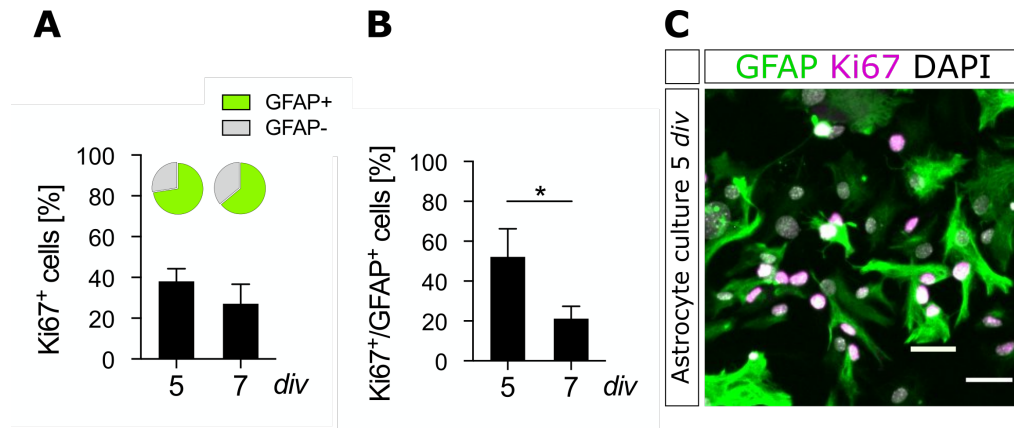 A
GFAP+
GFAP-
Ki67+ cells [%]
100
80
60
40
20
0
5 7 div
B
Ki67+/GFAP+ cells [%]
100
80
60
40
20
0
*
5 7 div
C
GFAP Ki67 DAPI
Astrocyte culture 5 div